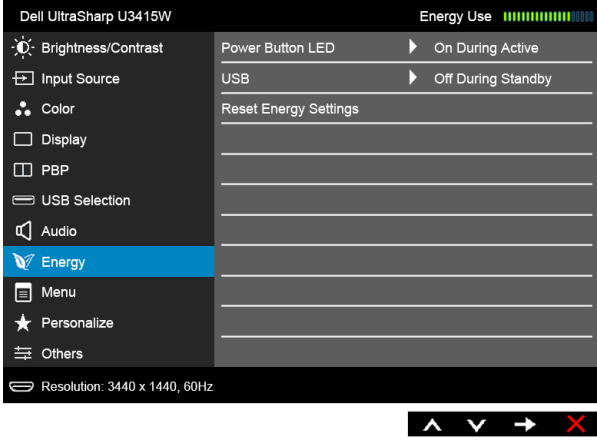 Dell UltraSharp U3415W Energy Use
Brightness/Contrast
Input Source
Color
Display
PBP
USB Selection
Audio
Energy
Menu
Personalize
Others
Power Button LED On During Active
USB Off During Standby
Reset Energy Settings
Resolution: 3440 x 1440, 60Hz